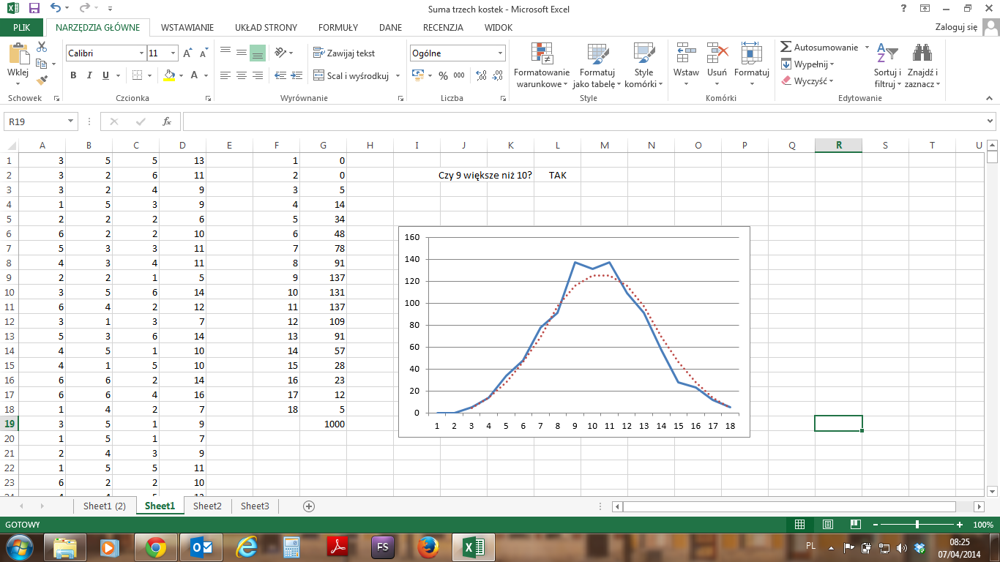 Suma trzech kostek - Microsoft Excel
PLIK NARZĘDZIA GŁÓWNE WSTAWIANIE UKŁAD STRONY FORMUŁY DANE RECENZJA WIDOK Zaloguj się
Wklej
Schowek
Calibri 11
B I U A
Czcionka
Zawijaj tekst
Scal i wyśrodkuj
Wyrównanie
Ogólne
% 000
Liczba
Formatowanie warunkowe
Formatuj jako tabelę
Style komórki
Style
Wstaw Usuń Formatuj
Komórki
Autosumowanie
Wypełnij
Wyczyść
Sortuj i filtruj
Znajdź i zaznacz
Edytowanie
R19 fx
A B C D E F G H I J K L M N O P Q R S T U
1 3 5 5 13 1 0
2 3 2 6 11 2 0 Czy 9 większe niż 10? TAK
3 3 2 4 9 3 5
4 1 5 3 9 4 14
5 2 2 2 6 5 34
6 6 2 2 10 6 48
7 5 3 3 11 7 78
8 4 3 4 11 8 91
9 2 2 1 5 9 137
10 3 5 6 14 10 131
11 6 4 2 12 11 137
12 3 1 3 7 12 109
13 5 3 6 14 13 91
14 4 5 1 10 14 57
15 4 1 5 10 15 28
16 6 6 2 14 16 23
17 6 6 4 16 17 12
18 1 4 2 7 18 5
19 3 5 1 9 1000
20 1 5 1 7
21 2 4 3 9
22 1 5 5 11
23 6 2 2 10
24 4 4 5 13
160
140
120
100
80
60
40
20
0
1 2 3 4 5 6 7 8 9 10 11 12 13 14 15 16 17 18
Sheet1 (2) Sheet1 Sheet2 Sheet3
GOTOWY 100%
FS PL 08:25
07/04/2014